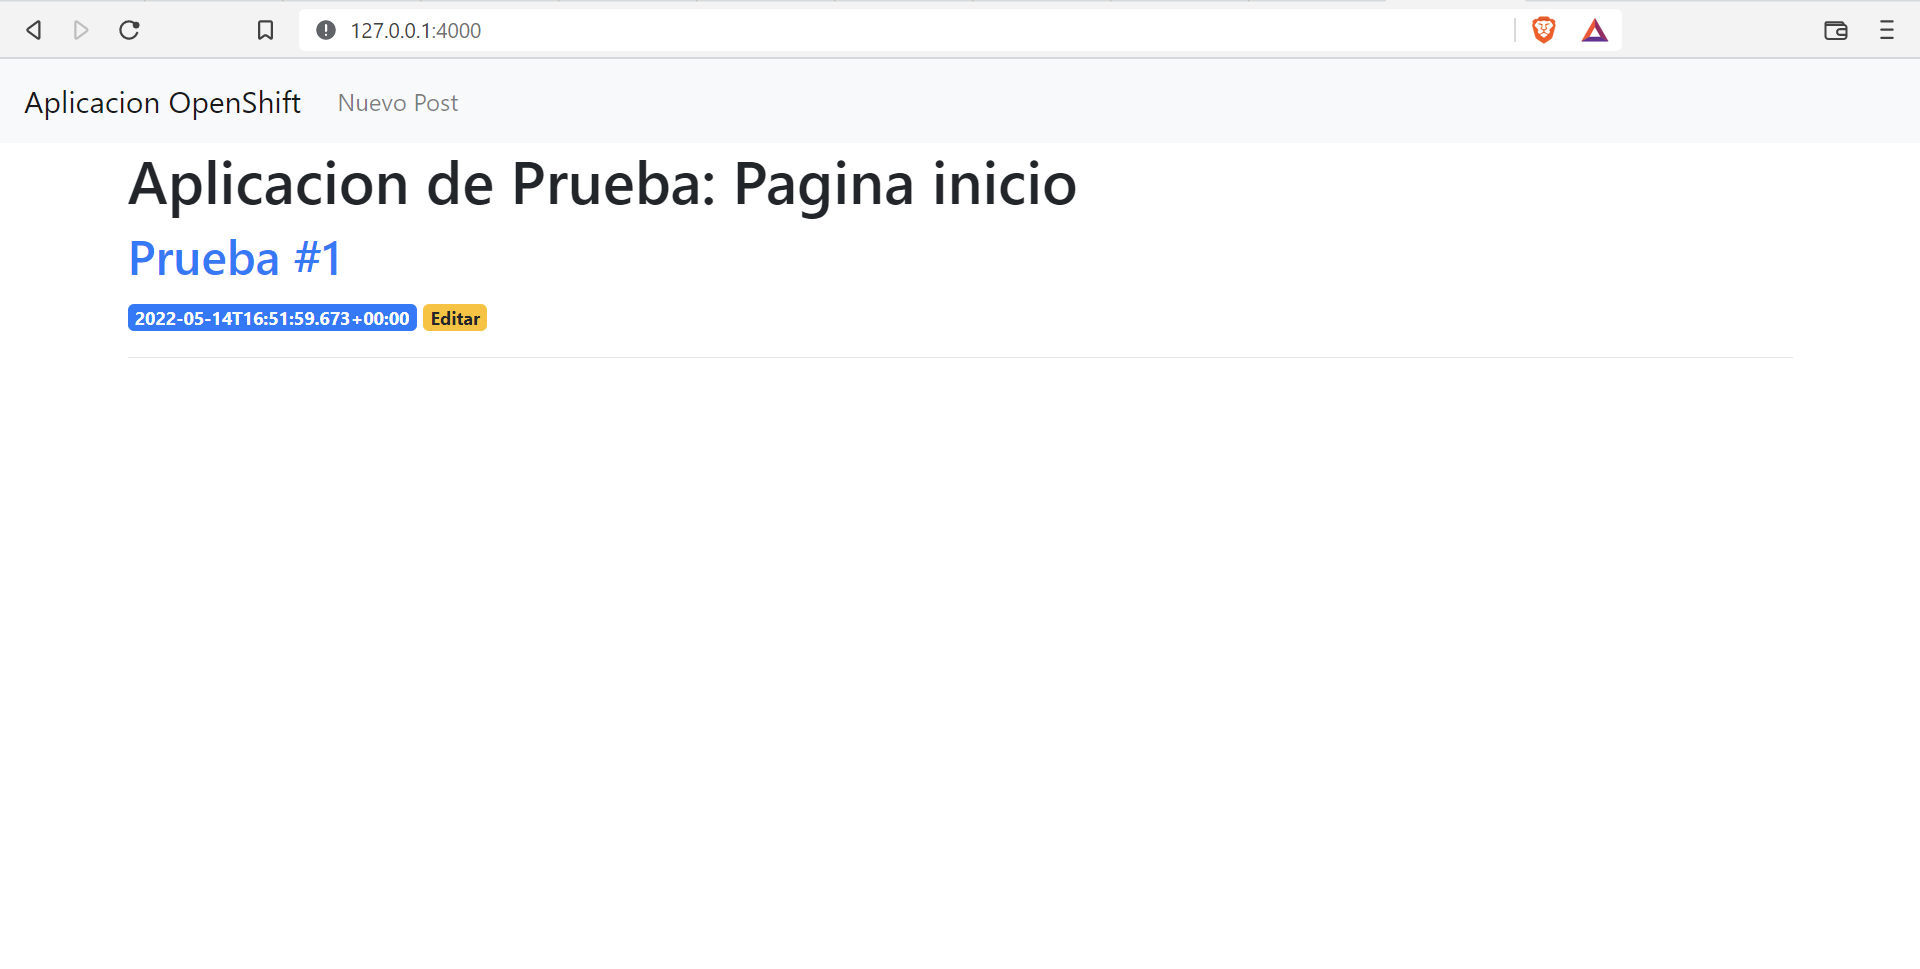 127.0.0.1:4000
Aplicacion OpenShift Nuevo Post
Aplicacion de Prueba: Pagina inicio
Prueba #1
2022-05-14T16:51:59.673+00:00 Editar